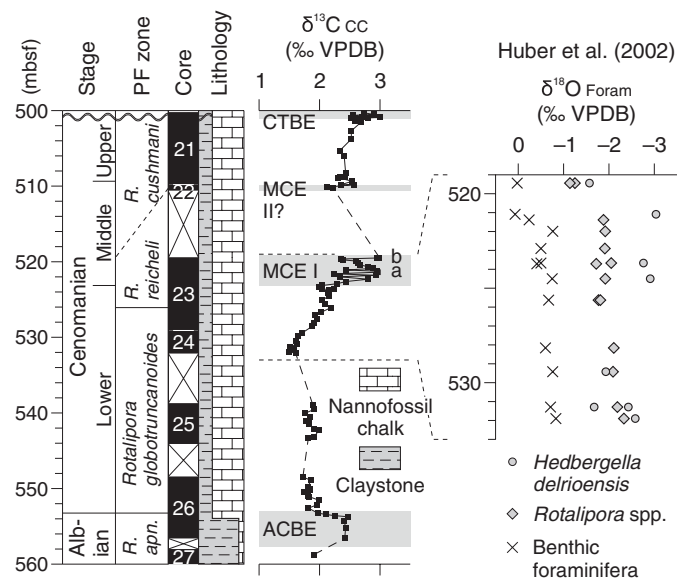 (mbsf)
Stage
PF zone
Core
Lithology
δ¹³C CC
(‰ VPDB)
1 2 3
Huber et al. (2002)
δ¹⁸O Foram
(‰ VPDB)
0 −1 −2 −3
500
510
520
530
540
550
560
Cenomanian
Upper
Middle
Lower
Alb-
ian
R.
cushmani
R.
reicheli
Rotalipora
globotruncanoides
R.
apn.
21
22
23
24
25
26
27
CTBE
MCE
II?
MCE I
b
a
ACBE
Nannofossil
chalk
Claystone
520
530
Hedbergella
delrioensis
Rotalipora spp.
Benthic
foraminifera